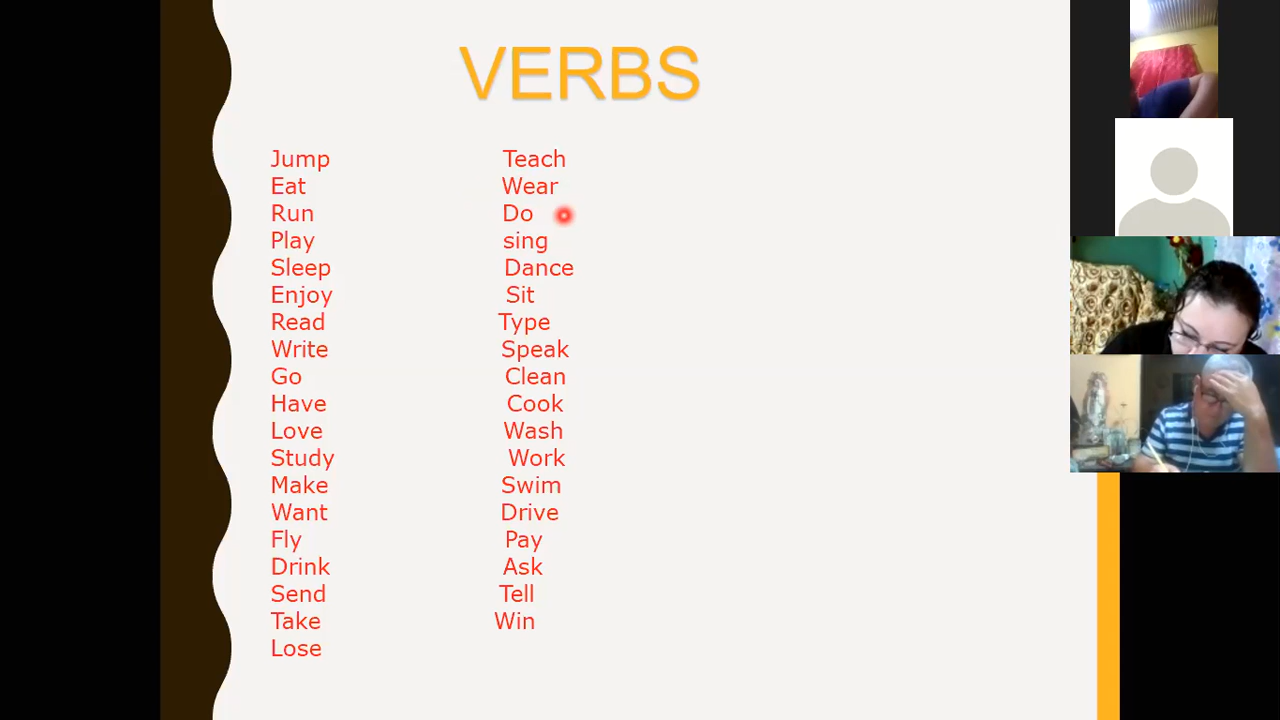 VERBS
Jump Teach
Eat Wear
Run Do
Play sing
Sleep Dance
Enjoy Sit
Read Type
Write Speak
Go Clean
Have Cook
Love Wash
Study Work
Make Swim
Want Drive
Fly Pay
Drink Ask
Send Tell
Take Win
Lose